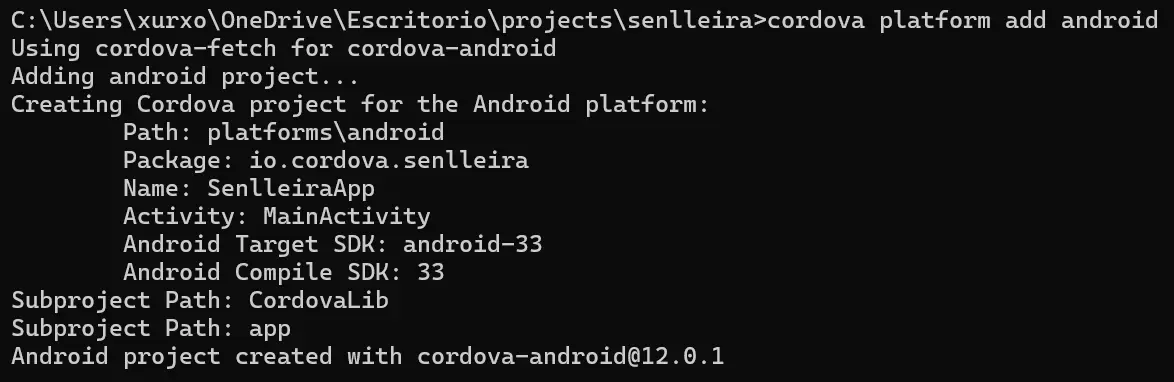 C:\Users\xurxo\OneDrive\Escritorio\projects\senlleira>cordova platform add android
Using cordova-fetch for cordova-android
Adding android project...
Creating Cordova project for the Android platform:
        Path: platforms\android
        Package: io.cordova.senlleira
        Name: SenlleiraApp
        Activity: MainActivity
        Android Target SDK: android-33
        Android Compile SDK: 33
Subproject Path: CordovaLib
Subproject Path: app
Android project created with cordova-android@12.0.1